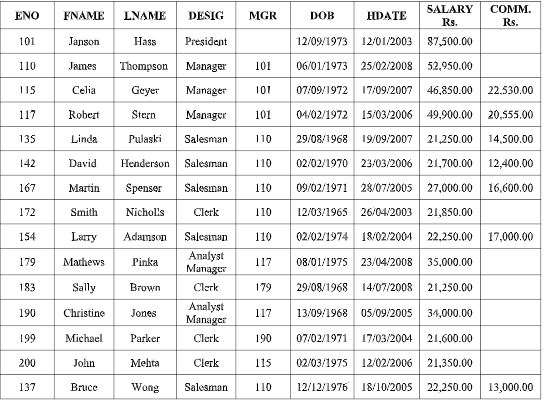 ENO FNAME LNAME DESIG MGR DOB HDATE SALARY Rs. COMM. Rs.
101 Janson Hass President 12/09/1973 12/01/2003 87,500.00
110 James Thompson Manager 101 06/01/1973 25/02/2008 52,950.00
115 Celia Geyer Manager 101 07/09/1972 17/09/2007 46,850.00 22,530.00
117 Robert Stern Manager 101 04/02/1972 15/03/2006 49,900.00 20,555.00
135 Linda Pulaski Salesman 110 29/08/1968 19/09/2007 21,250.00 14,500.00
142 David Henderson Salesman 110 02/02/1970 23/03/2006 21,700.00 12,400.00
167 Martin Spenser Salesman 110 09/02/1971 28/07/2005 27,000.00 16,600.00
172 Smith Nicholls Clerk 110 12/03/1965 26/04/2003 21,850.00
154 Larry Adamson Salesman 110 02/02/1974 18/02/2004 22,250.00 17,000.00
179 Mathews Pinka Analyst Manager 117 08/01/1975 23/04/2008 35,000.00
183 Sally Brown Clerk 179 29/08/1968 14/07/2008 21,250.00
190 Christine Jones Analyst Manager 117 13/09/1968 05/09/2005 34,000.00
199 Michael Parker Clerk 190 07/02/1971 17/03/2004 21,600.00
200 John Mehta Clerk 115 02/03/1975 12/02/2006 21,350.00
137 Bruce Wong Salesman 110 12/12/1976 18/10/2005 22,250.00 13,000.00